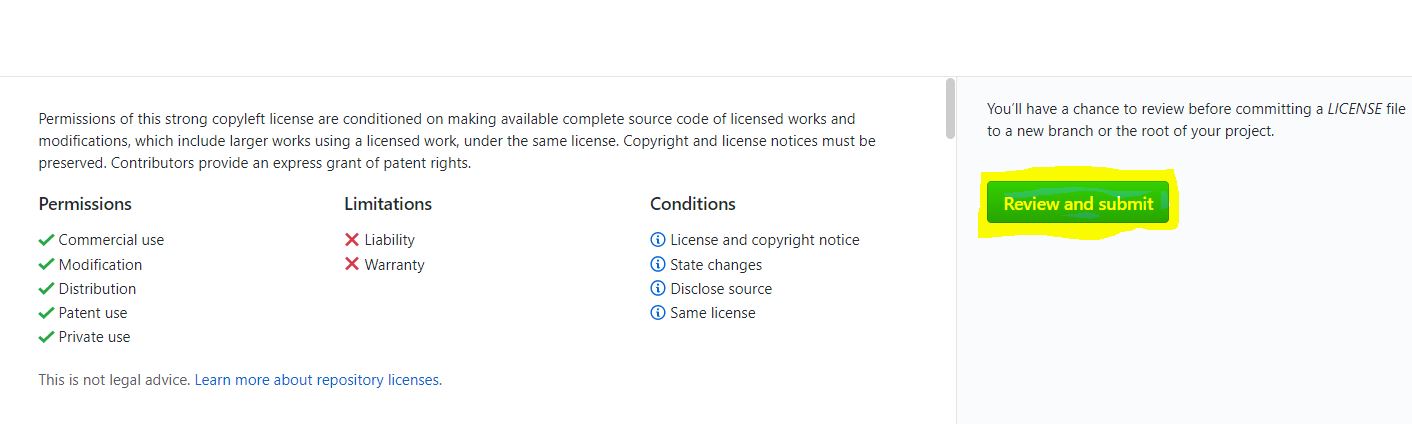 Permissions of this strong copyleft license are conditioned on making available complete source code of licensed works and
modifications, which include larger works using a licensed work, under the same license. Copyright and license notices must be
preserved. Contributors provide an express grant of patent rights.
Permissions
Commercial use
Modification
Distribution
Patent use
Private use
Limitations
Liability
Warranty
Conditions
License and copyright notice
State changes
Disclose source
Same license
This is not legal advice. Learn more about repository licenses.
You’ll have a chance to review before committing a LICENSE file
to a new branch or the root of your project.
Review and submit